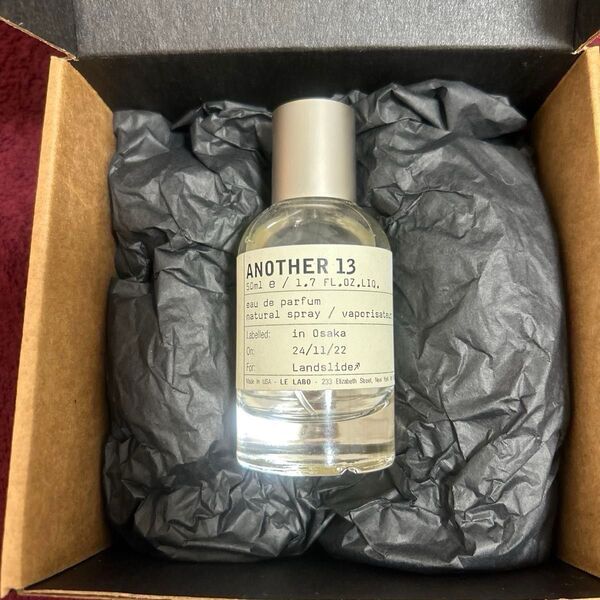 ANOTHER 13
50ml e / 1.7 FL.OZ.LIQ.
eau de parfum
natural spray / vaporisateur
Labelled: in Osaka
On: 24/11/22
For: Landslide♐
Made in USA - LE LABO - 233 Elizabeth Street, New York